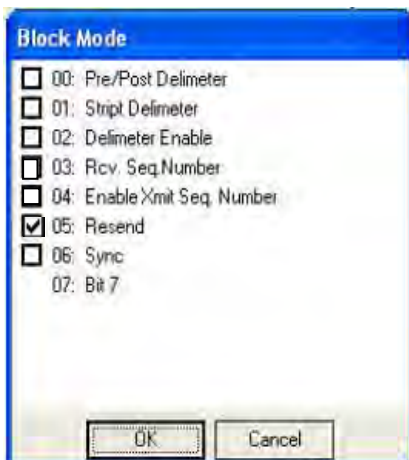 Block Mode
00: Pre/Post Delimeter
01: Stript Delimeter
02: Delimeter Enable
03: Rcv. Seq.Number
04: Enable Xmit Seq. Number
05: Resend
06: Sync
07: Bit 7
OK Cancel